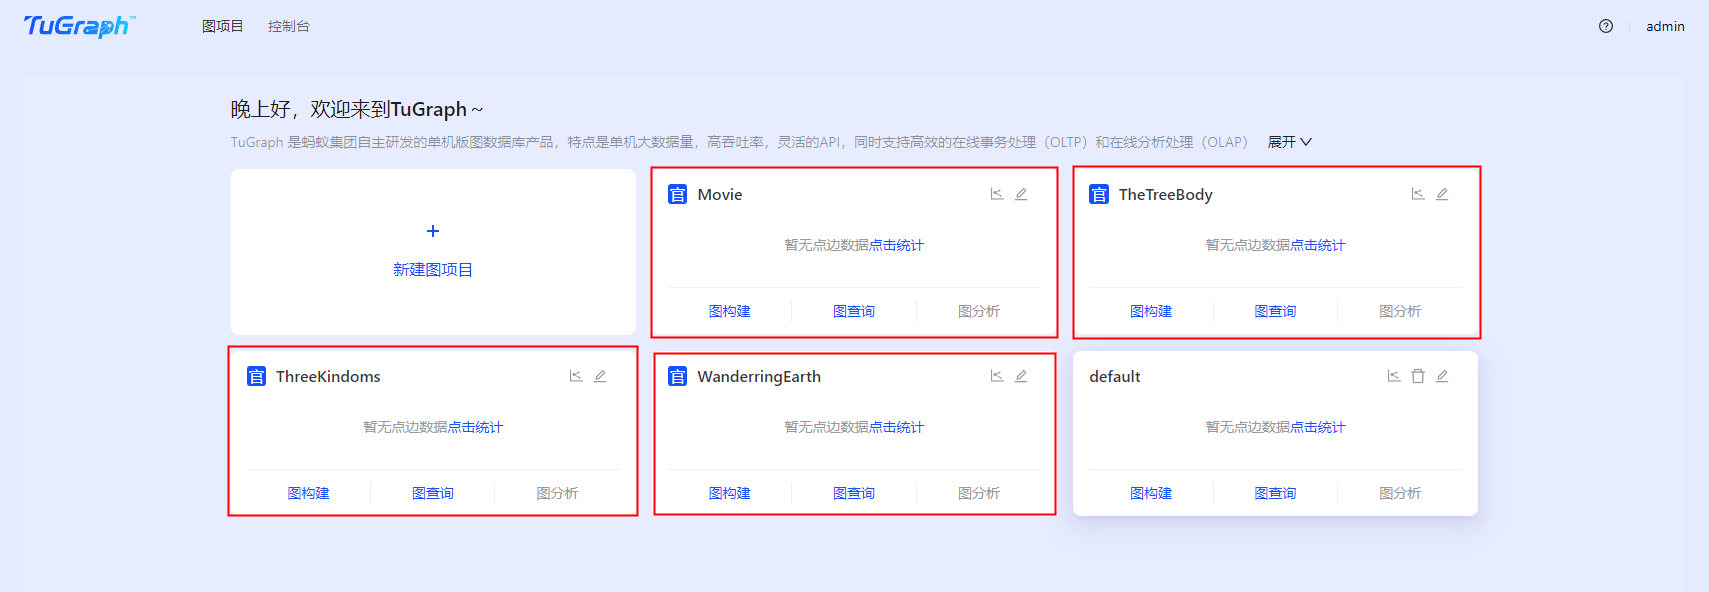 TuGraph™ 图项目 控制台 admin
晚上好，欢迎来到TuGraph ~
TuGraph 是蚂蚁集团自主研发的单机版图数据库产品，特点是单机大数据量，高吞吐率，灵活的API，同时支持高效的在线事务处理（OLTP）和在线分析处理（OLAP） 展开
+
新建图项目
官 Movie
暂无点边数据点击统计
图构建 图查询 图分析
官 TheTreeBody
暂无点边数据点击统计
图构建 图查询 图分析
官 ThreeKindoms
暂无点边数据点击统计
图构建 图查询 图分析
官 WanderringEarth
暂无点边数据点击统计
图构建 图查询 图分析
default
暂无点边数据点击统计
图构建 图查询 图分析